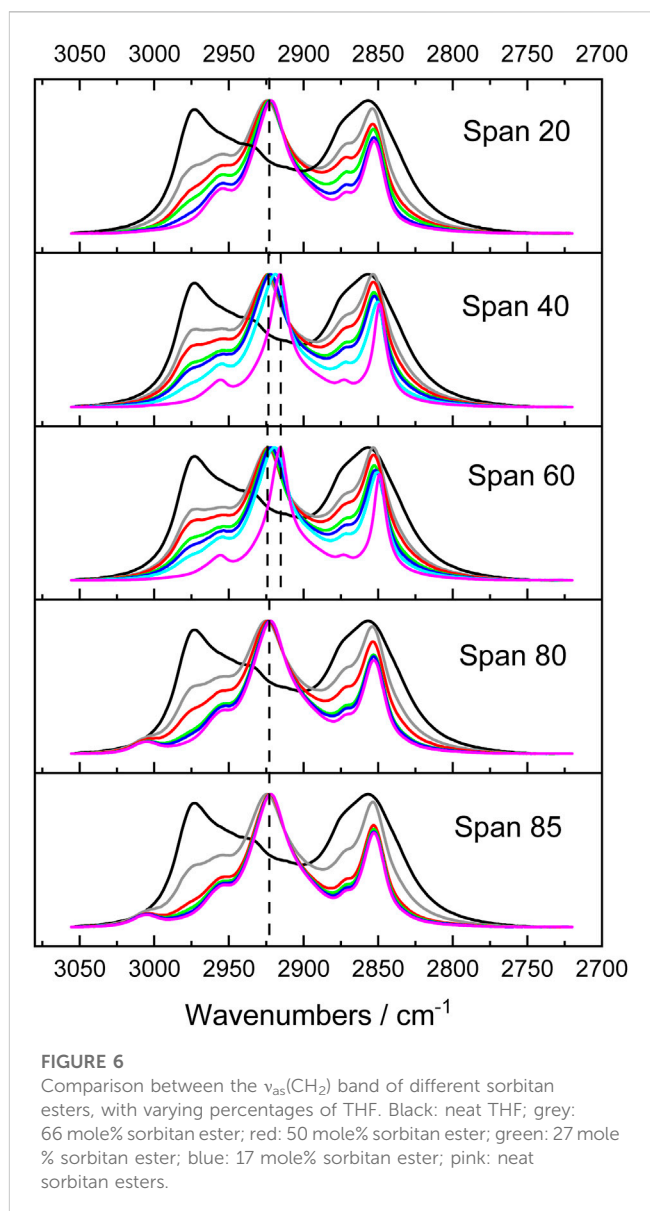 3050 3000 2950 2900 2850 2800 2750 2700
Span 20
Span 40
Span 60
Span 80
Span 85
3050 3000 2950 2900 2850 2800 2750 2700
Wavenumbers / cm⁻¹
FIGURE 6
Comparison between the νas(CH2) band of different sorbitan
esters, with varying percentages of THF. Black: neat THF; grey:
66 mole% sorbitan ester; red: 50 mole% sorbitan ester; green: 27 mole
% sorbitan ester; blue: 17 mole% sorbitan ester; pink: neat
sorbitan esters.